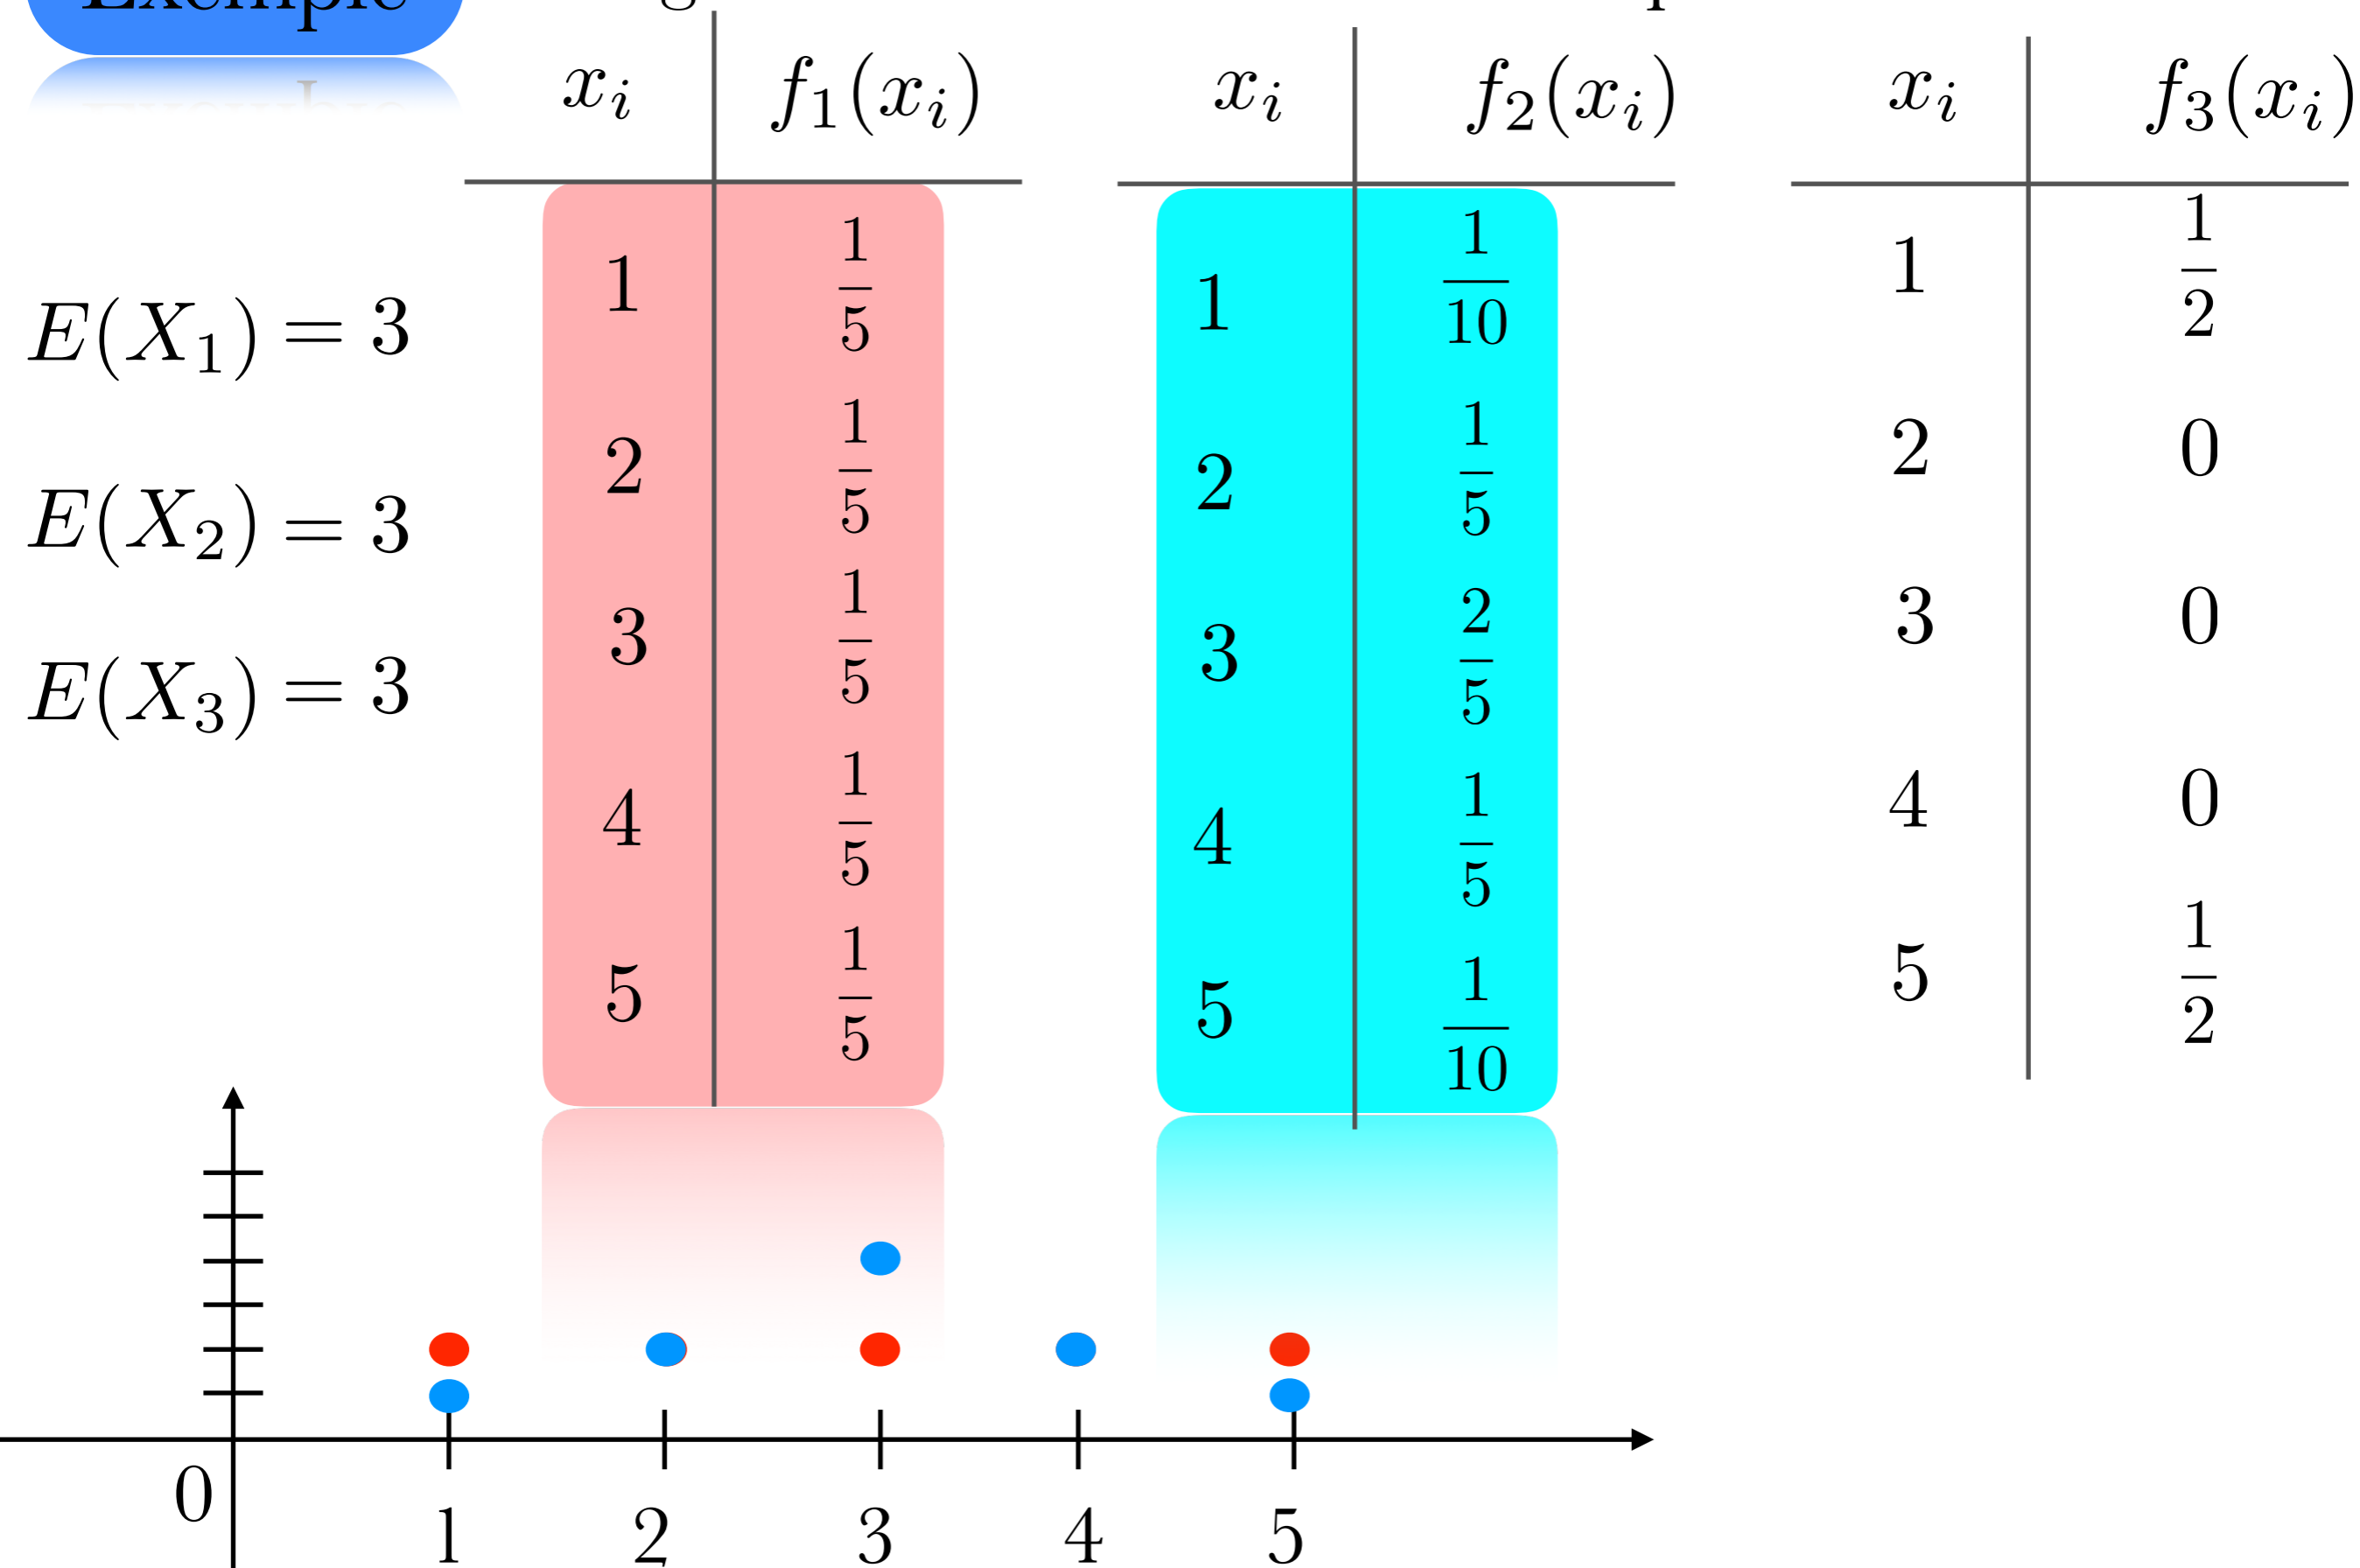 x_i f_1(x_i) x_i f_2(x_i) x_i f_3(x_i)
1 1/5 1 1/10 1 1/2
E(X_1) = 3
2 1/5 2 1/5 2 0
E(X_2) = 3
3 1/5 3 2/5 3 0
E(X_3) = 3
4 1/5 4 1/5 4 0
5 1/5 5 1/10 5 1/2
0
1 2 3 4 5